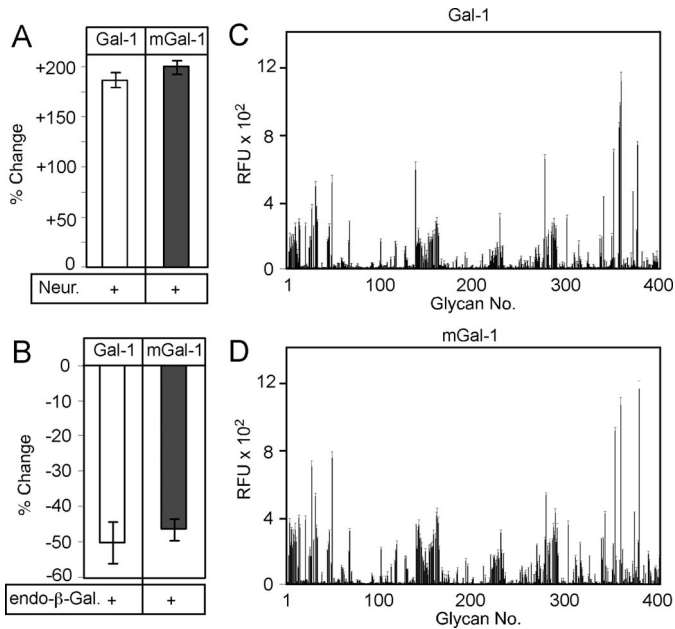 A
Gal-1 mGal-1
% Change
+200
+150
+100
+50
0
Neur. + +
B
Gal-1 mGal-1
% Change
0
-10
-20
-30
-40
-50
-60
endo-β-Gal. + +
C
Gal-1
RFU x 10²
12
8
4
0
1 100 200 300 400
Glycan No.
D
mGal-1
RFU x 10²
12
8
4
0
1 100 200 300 400
Glycan No.